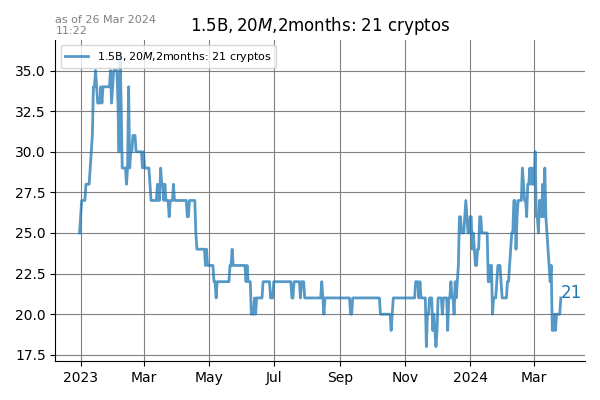 as of 26 Mar 2024
11:22
1.5B, 20M,2months: 21 cryptos
1.5B, 20M,2months: 21 cryptos
35.0
32.5
30.0
27.5
25.0
22.5
20.0
17.5
21
2023 Mar May Jul Sep Nov 2024 Mar